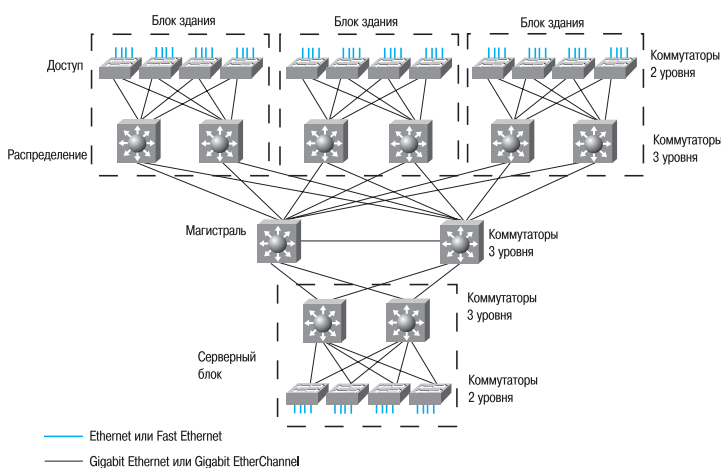 Блок здания
Блок здания
Блок здания
Доступ
Коммутаторы
2 уровня
Распределение
Коммутаторы
3 уровня
Магистраль
Коммутаторы
3 уровня
Коммутаторы
3 уровня
Серверный
блок
Коммутаторы
2 уровня
Ethernet или Fast Ethernet
Gigabit Ethernet или Gigabit EtherChannel